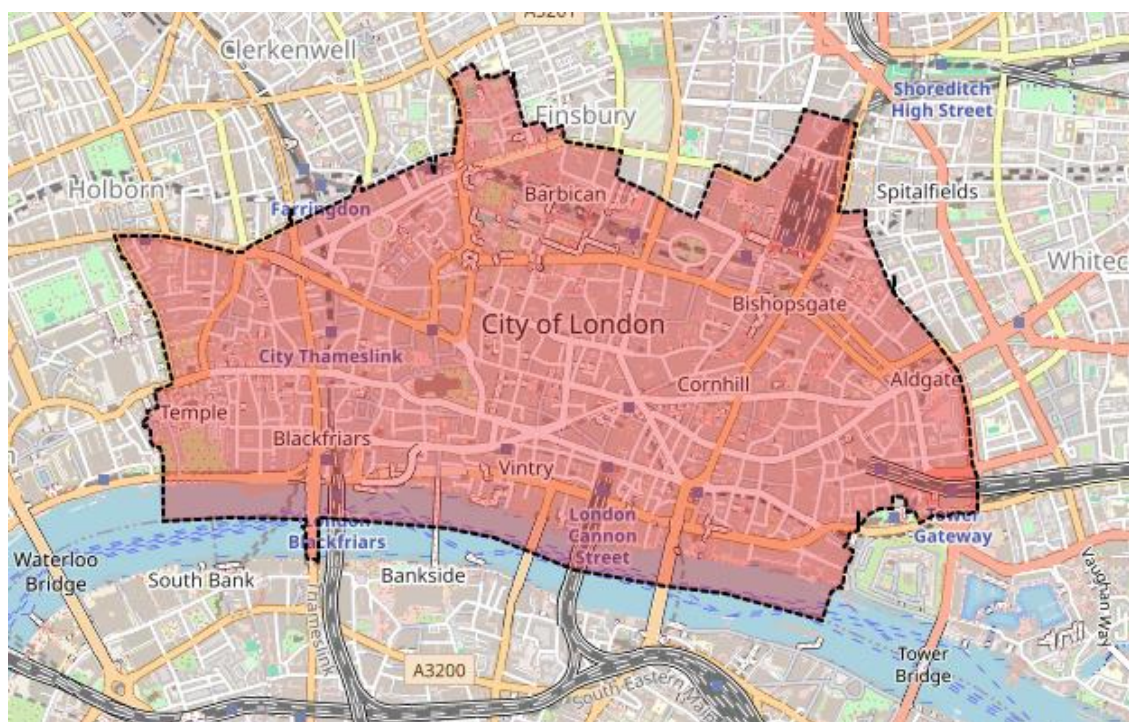 A3201
Clerkenwell
Shoreditch
High Street
Finsbury
Holborn
Barbican
Spitalfields
Farringdon
Whitec
Bishopsgate
City of London
City Thameslink
Cornhill
Aldgate
Temple
Blackfriars
Vintry
London
Cannon
Street
London
Blackfriars
Tower
Gateway
Waterloo
Bridge
South Bank
Bankside
Vaughan Way
Thameslink
A3200
South Eastern Main
Tower
Bridge